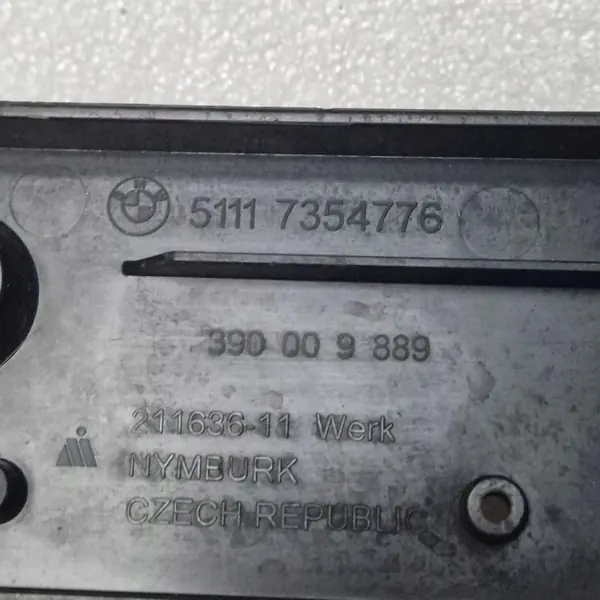 5111 7354776
390 00 9 889
211636-11 Werk
NYMBURK
CZECH REPUBLIC